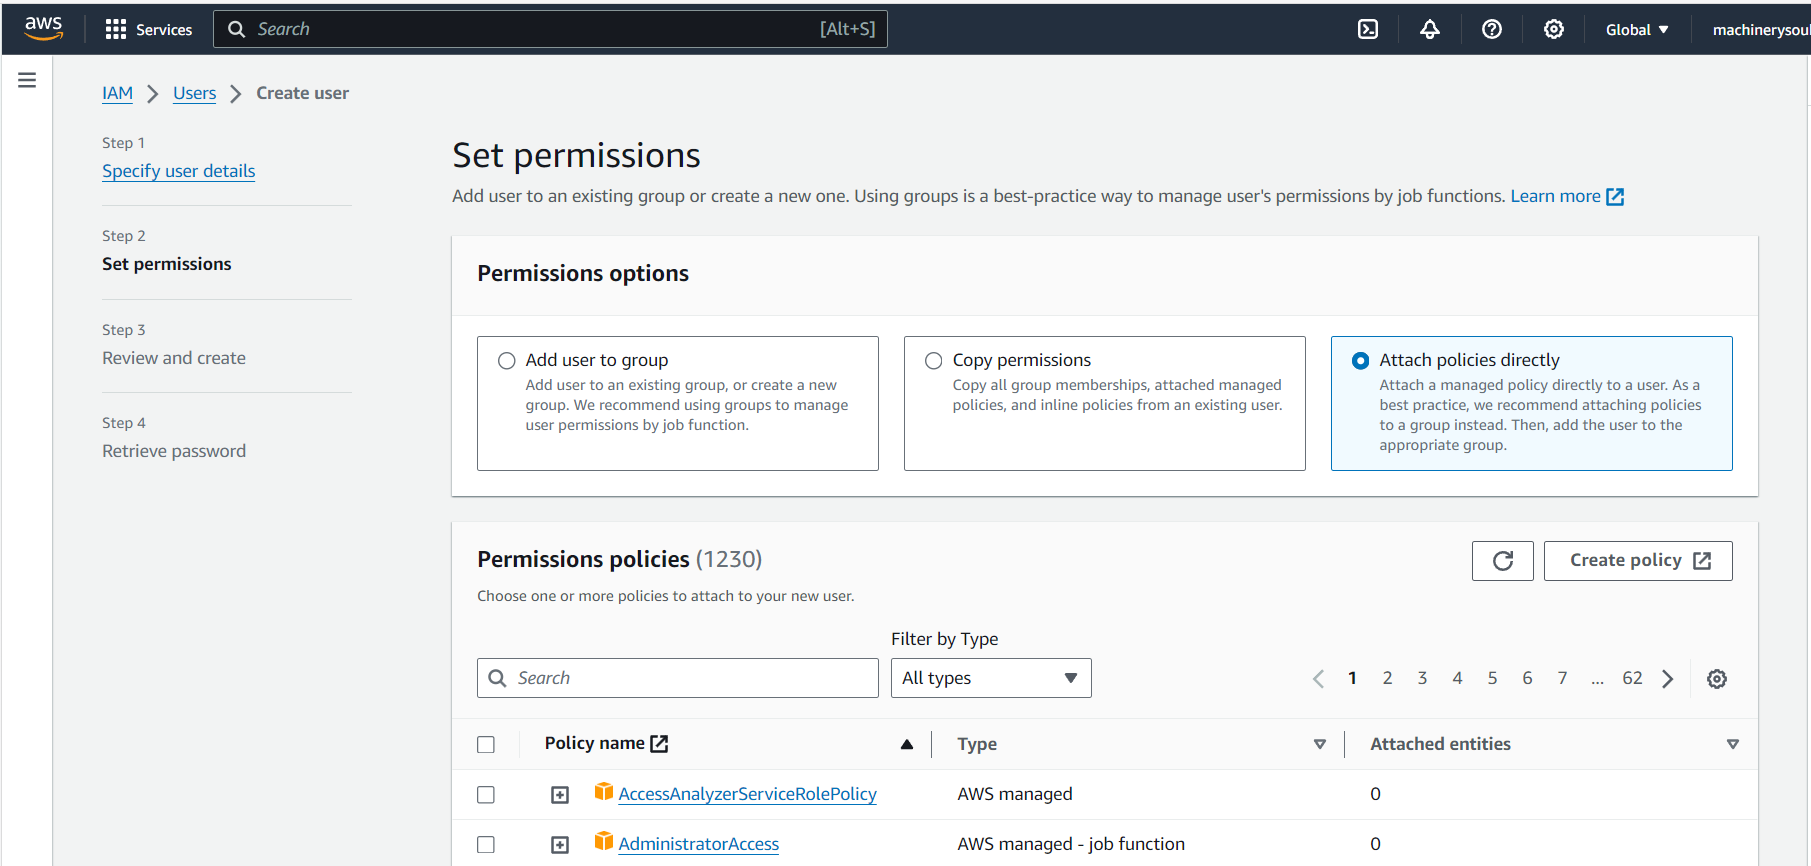 aws
Services
Search
[Alt+S]
Global
machinerysoul
IAM
Users
Create user
Step 1
Specify user details
Step 2
Set permissions
Step 3
Review and create
Step 4
Retrieve password
Set permissions
Add user to an existing group or create a new one. Using groups is a best-practice way to manage user's permissions by job functions. Learn more
Permissions options
Add user to group
Add user to an existing group, or create a new
group. We recommend using groups to manage
user permissions by job function.
Copy permissions
Copy all group memberships, attached managed
policies, and inline policies from an existing user.
Attach policies directly
Attach a managed policy directly to a user. As a
best practice, we recommend attaching policies
to a group instead. Then, add the user to the
appropriate group.
Permissions policies (1230)
Create policy
Choose one or more policies to attach to your new user.
Filter by Type
Search
All types
1 2 3 4 5 6 7 ... 62
Policy name
Type
Attached entities
AccessAnalyzerServiceRolePolicy
AWS managed
0
AdministratorAccess
AWS managed - job function
0